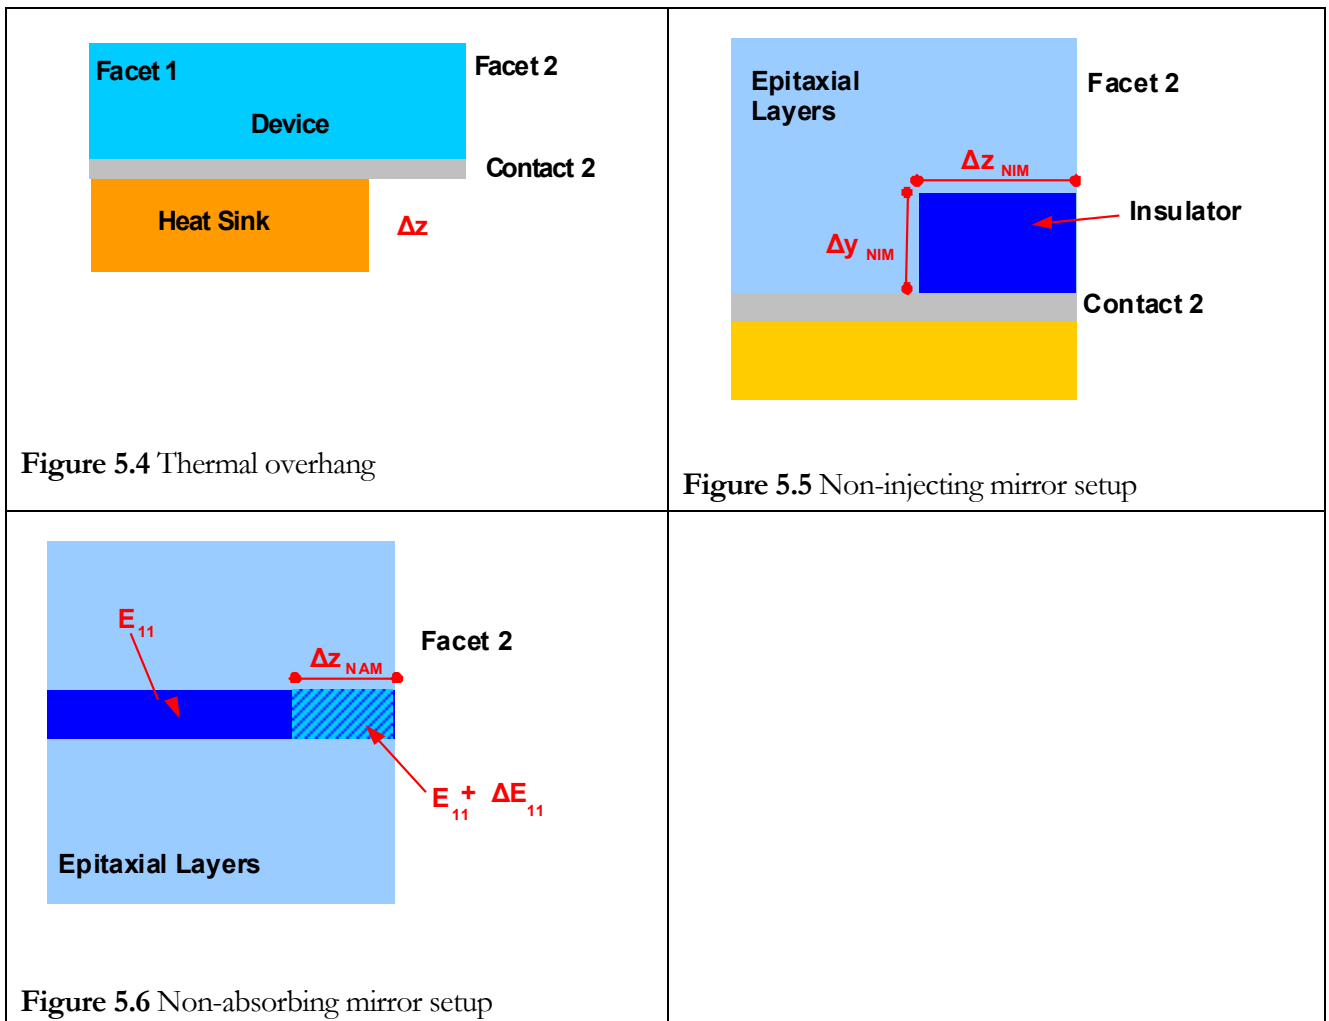 Facet 1
Facet 2
Device
Contact 2
Heat Sink
Δz
Figure 5.4 Thermal overhang
Epitaxial
Layers
Facet 2
Δz NIM
Insulator
Δy NIM
Contact 2
Figure 5.5 Non-injecting mirror setup
E11
Facet 2
Δz NAM
E11 + ΔE11
Epitaxial Layers
Figure 5.6 Non-absorbing mirror setup